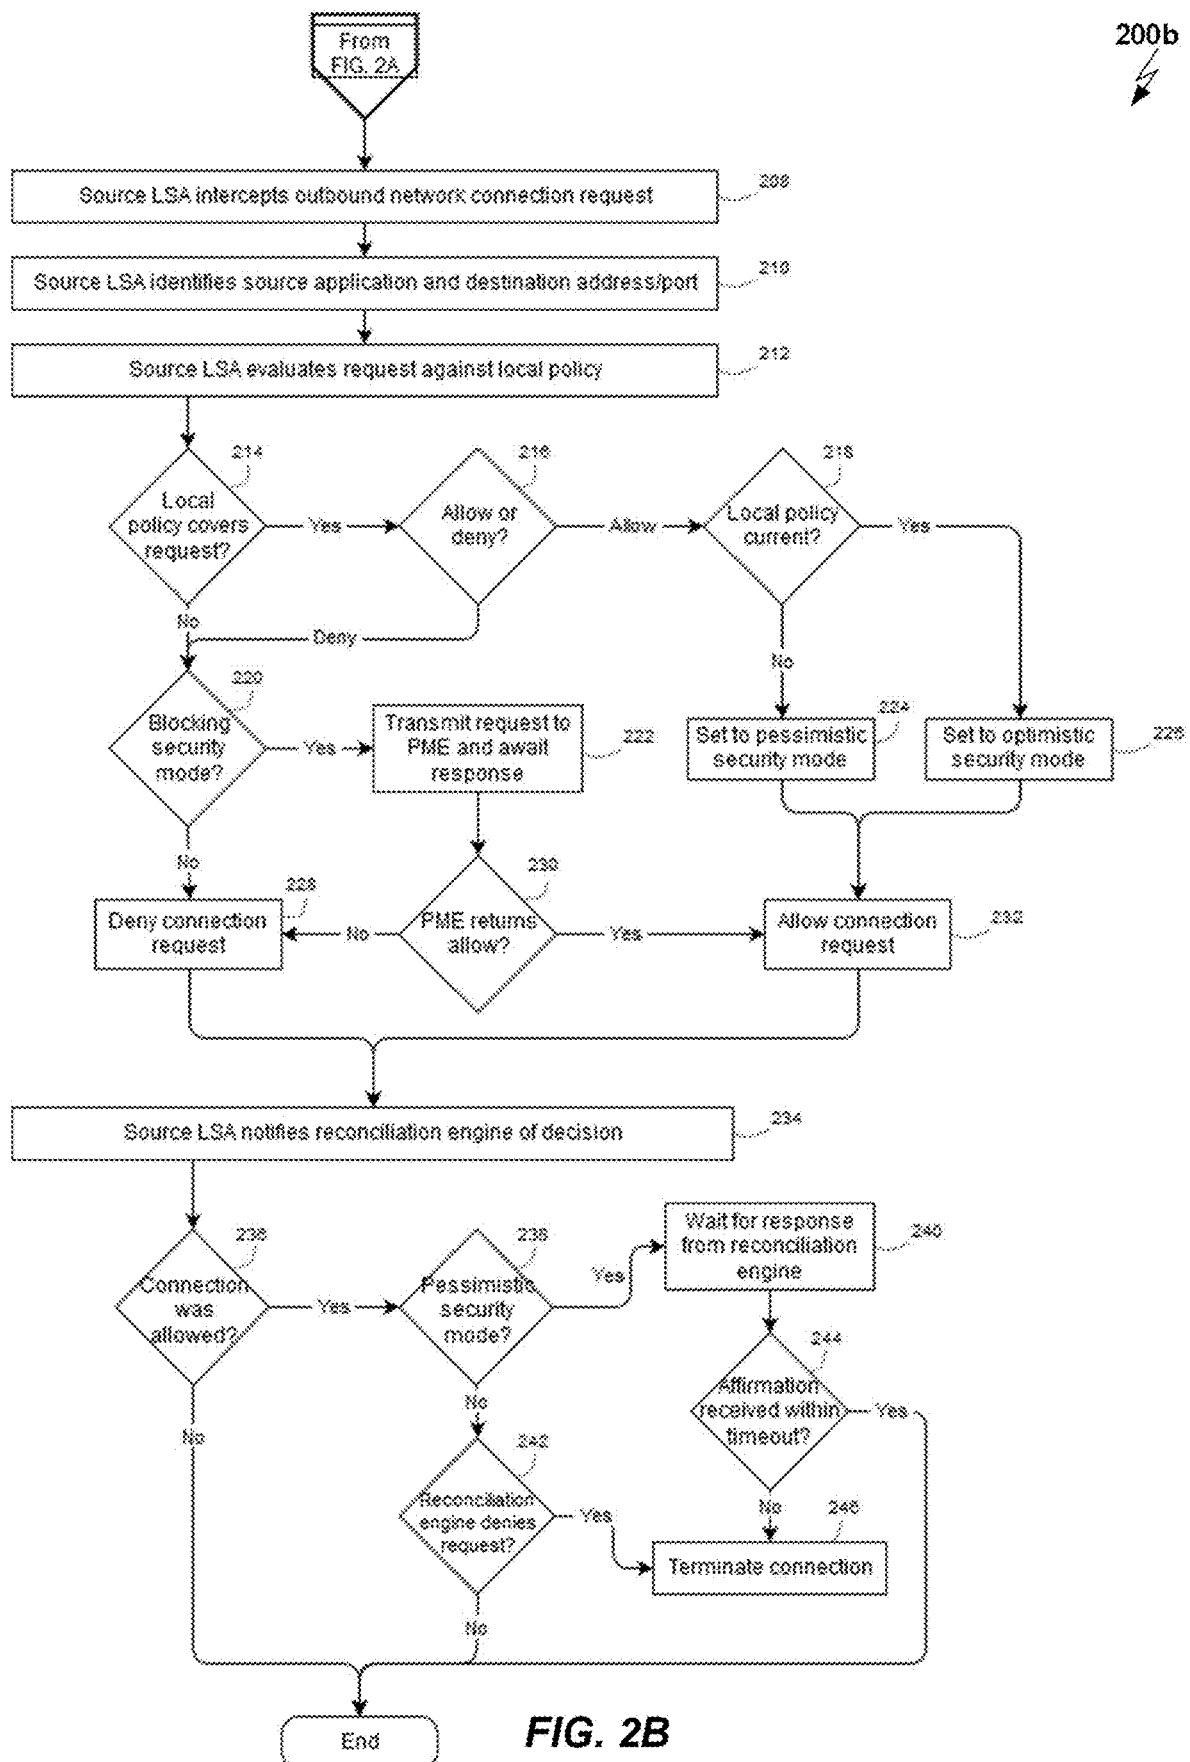 From
FIG. 2A
200b
Source LSA intercepts outbound network connection request
208
Source LSA identifies source application and destination address/port
210
Source LSA evaluates request against local policy
212
Local
policy covers
request?
214
Yes
No
Allow or
deny?
216
Allow
Deny
Local policy
current?
218
Yes
No
Blocking
security
mode?
220
Yes
No
Transmit request to
PME and await
response
222
Set to pessimistic
security mode
224
Set to optimistic
security mode
226
Deny connection
request
228
No
PME returns
allow?
230
Yes
Allow connection
request
232
Source LSA notifies reconciliation engine of decision
234
Connection
was
allowed?
236
Yes
No
Pessimistic
security
mode?
238
Yes
No
Wait for response
from reconciliation
engine
240
Affirmation
received within
timeout?
244
Yes
No
Reconciliation
engine denies
request?
242
Yes
No
Terminate connection
246
End
FIG. 2B